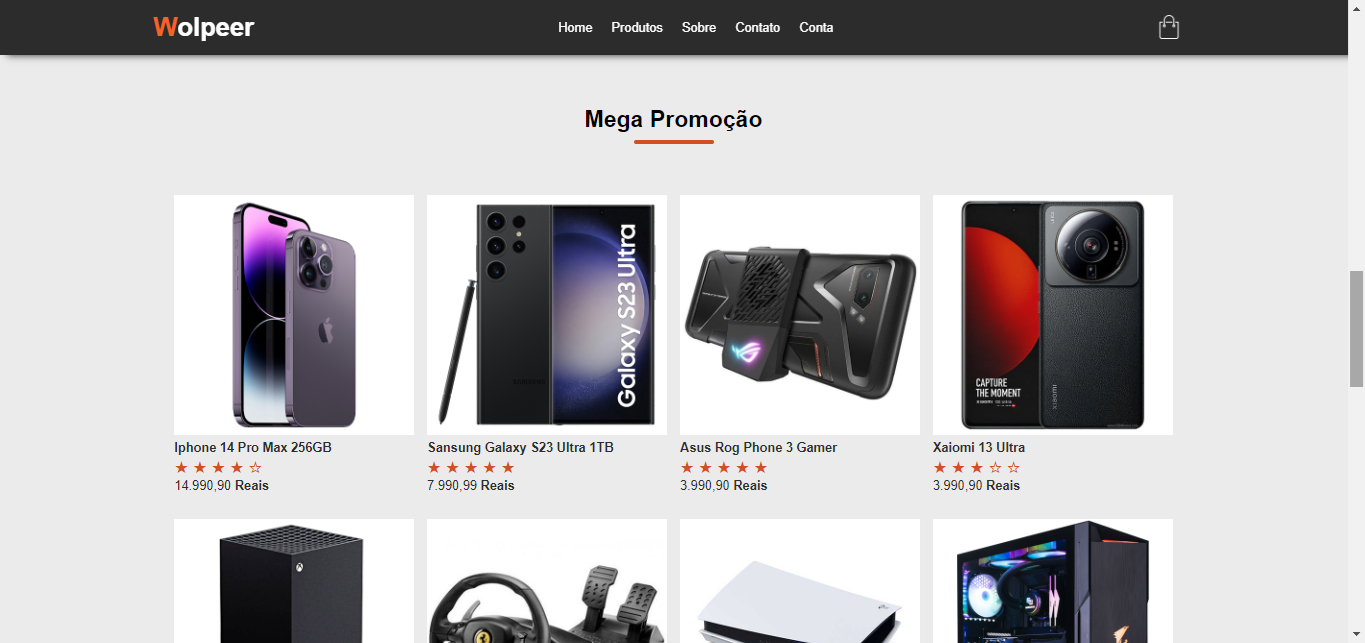 Wolpeer
Home Produtos Sobre Contato Conta
Mega Promoção
Galaxy S23 Ultra
SAMSUNG
CAPTURE
THE MOMENT
xiaomi
Iphone 14 Pro Max 256GB
Sansung Galaxy S23 Ultra 1TB
Asus Rog Phone 3 Gamer
Xaiomi 13 Ultra
★ ★ ★ ★ ☆
★ ★ ★ ★ ★
★ ★ ★ ★ ★
★ ★ ★ ☆ ☆
14.990,90 Reais
7.990,99 Reais
3.990,90 Reais
3.990,90 Reais